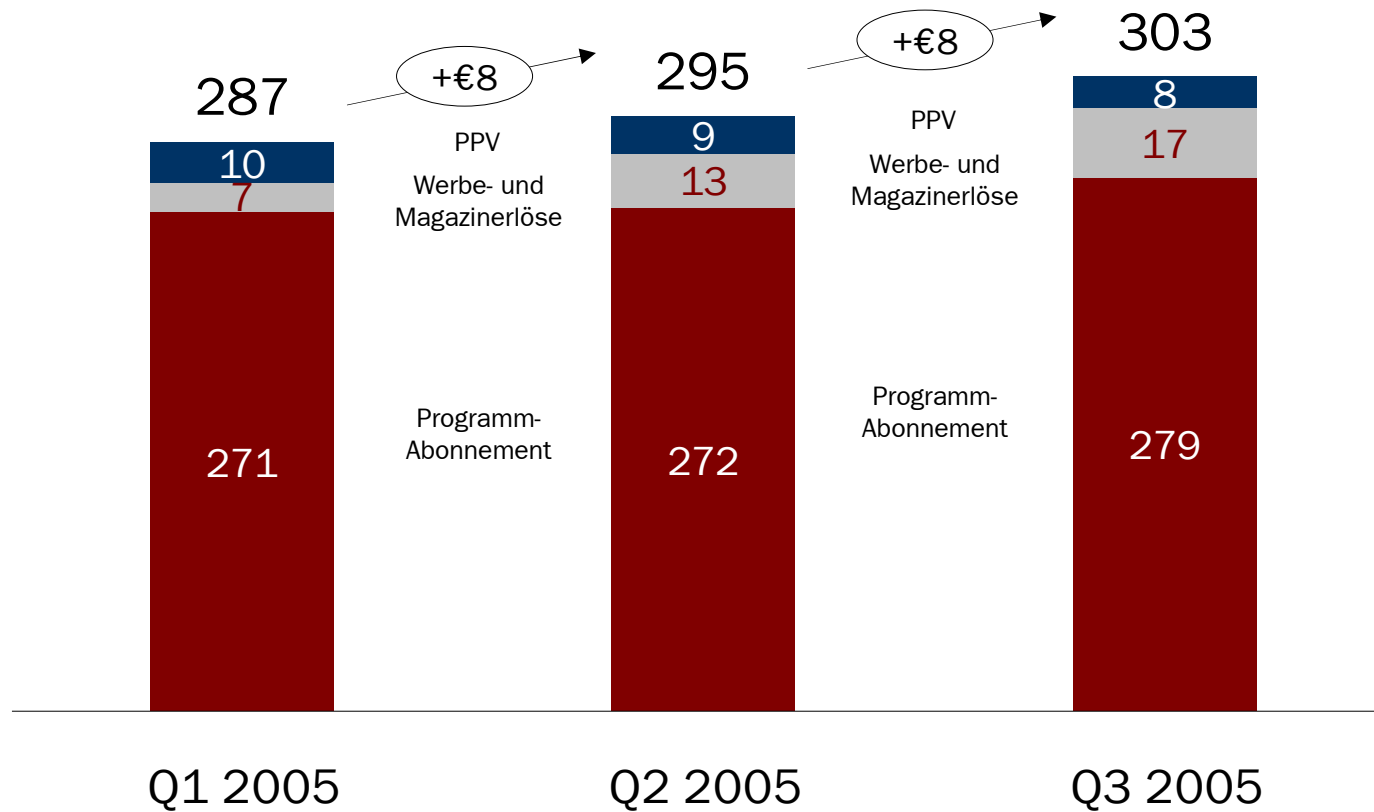 287
+€8
295
+€8
303
10
7
271
PPV
Werbe- und
Magazinerlöse
Programm-
Abonnement
9
13
272
PPV
Werbe- und
Magazinerlöse
Programm-
Abonnement
8
17
279
Q1 2005
Q2 2005
Q3 2005